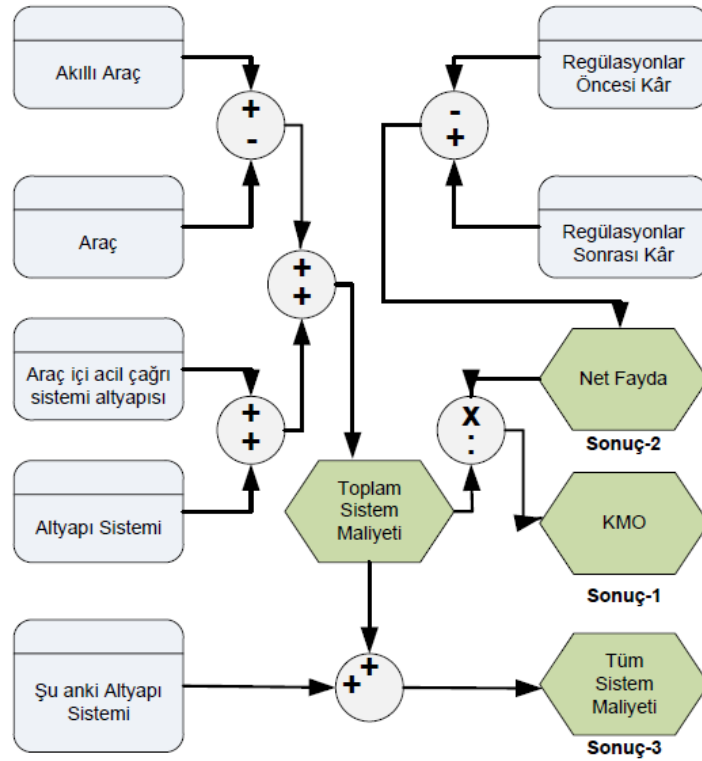 Akıllı Araç
+
-
Araç
Regülasyonlar
Öncesi Kâr
-
+
Regülasyonlar
Sonrası Kâr
+
+
Araç içi acil çağrı
sistemi altyapısı
+
+
Altyapı Sistemi
Toplam
Sistem
Maliyeti
X
:
Net Fayda
Sonuç-2
KMO
Sonuç-1
Şu anki Altyapı
Sistemi
+
+
Tüm
Sistem
Maliyeti
Sonuç-3